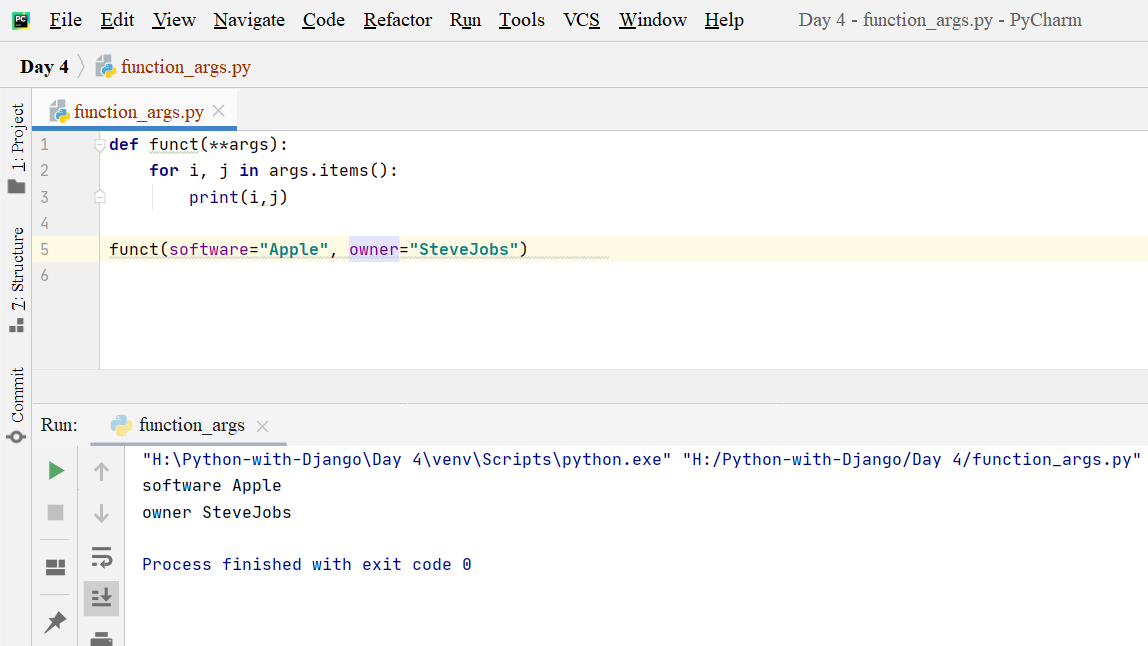 PC File Edit View Navigate Code Refactor Run Tools VCS Window Help Day 4 - function_args.py - PyCharm
Day 4 function_args.py
1: Project
7: Structure
Commit
function_args.py
1 def funct(**args):
2     for i, j in args.items():
3         print(i,j)
4
5 funct(software="Apple", owner="SteveJobs")
6
Run: function_args
"H:\Python-with-Django\Day 4\venv\Scripts\python.exe" "H:/Python-with-Django/Day 4/function_args.py"
software Apple
owner SteveJobs
Process finished with exit code 0